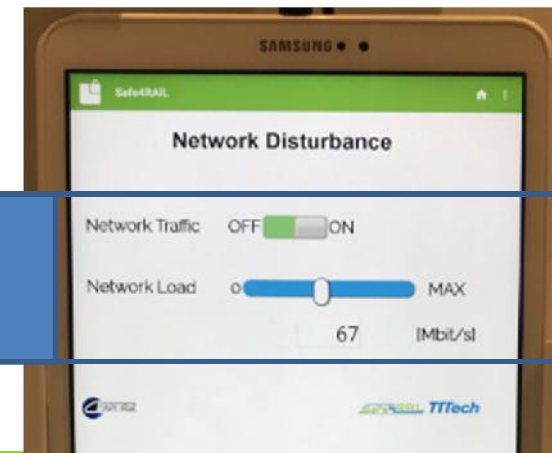 SAMSUNG
Safe4RAIL
Network Disturbance
Network Traffic OFF ON
Network Load 0 MAX
67 [Mbit/s]
TTTech